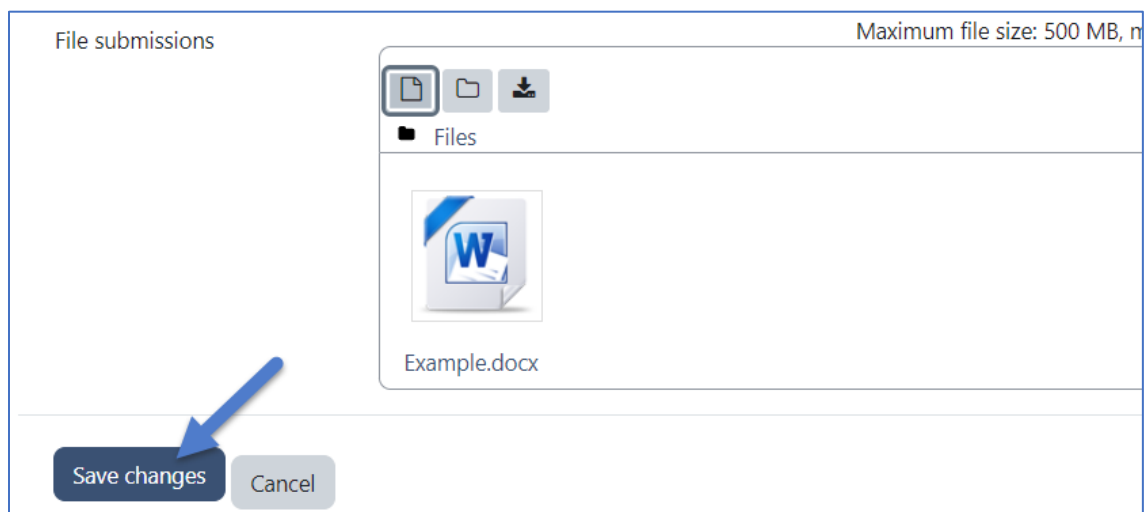 File submissions
Maximum file size: 500 MB,
Files
W
Example.docx
Save changes
Cancel